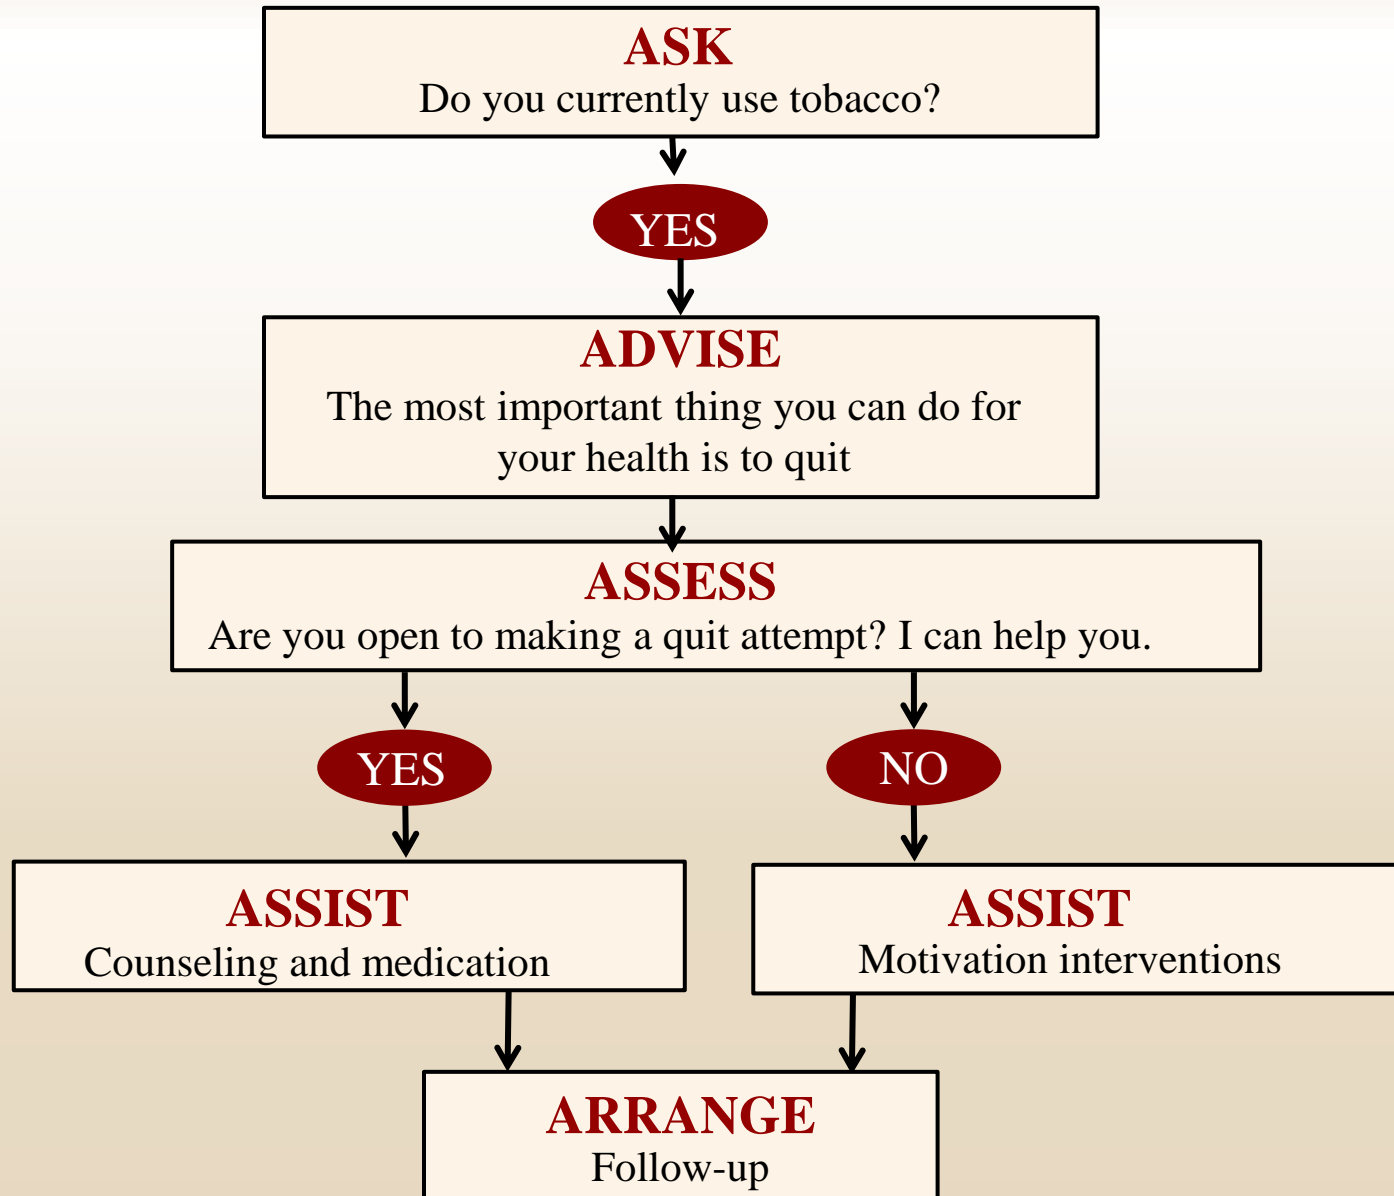 ASK
Do you currently use tobacco?
YES
ADVISE
The most important thing you can do for
your health is to quit
ASSESS
Are you open to making a quit attempt? I can help you.
YES
NO
ASSIST
Counseling and medication
ASSIST
Motivation interventions
ARRANGE
Follow-up